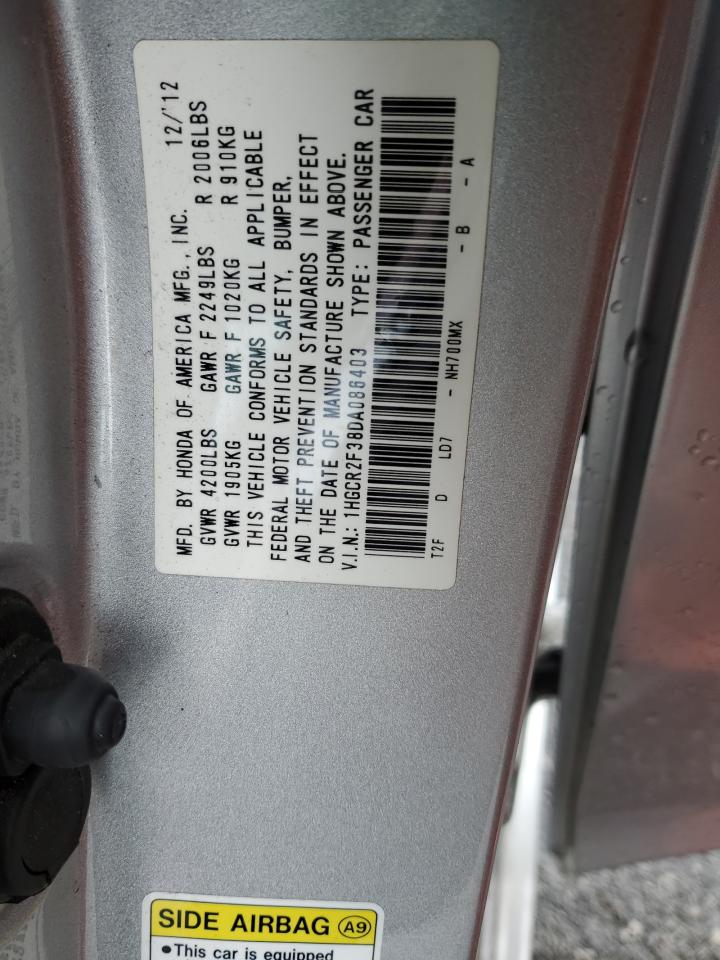 MFD. BY HONDA OF AMERICA MFG., INC. 12/'12
GVWR 4200LBS GAWR F 2249LBS R 2006LBS
GVWR 1905KG GAWR F 1020KG R 910KG
THIS VEHICLE CONFORMS TO ALL APPLICABLE
FEDERAL MOTOR VEHICLE SAFETY, BUMPER,
AND THEFT PREVENTION STANDARDS IN EFFECT
ON THE DATE OF MANUFACTURE SHOWN ABOVE.
V.I.N.: 1HGCR2F38DA086403 TYPE: PASSENGER CAR
T2F D LD7 - NH700MX - B - A
SIDE AIRBAG A9
• This car is equipped